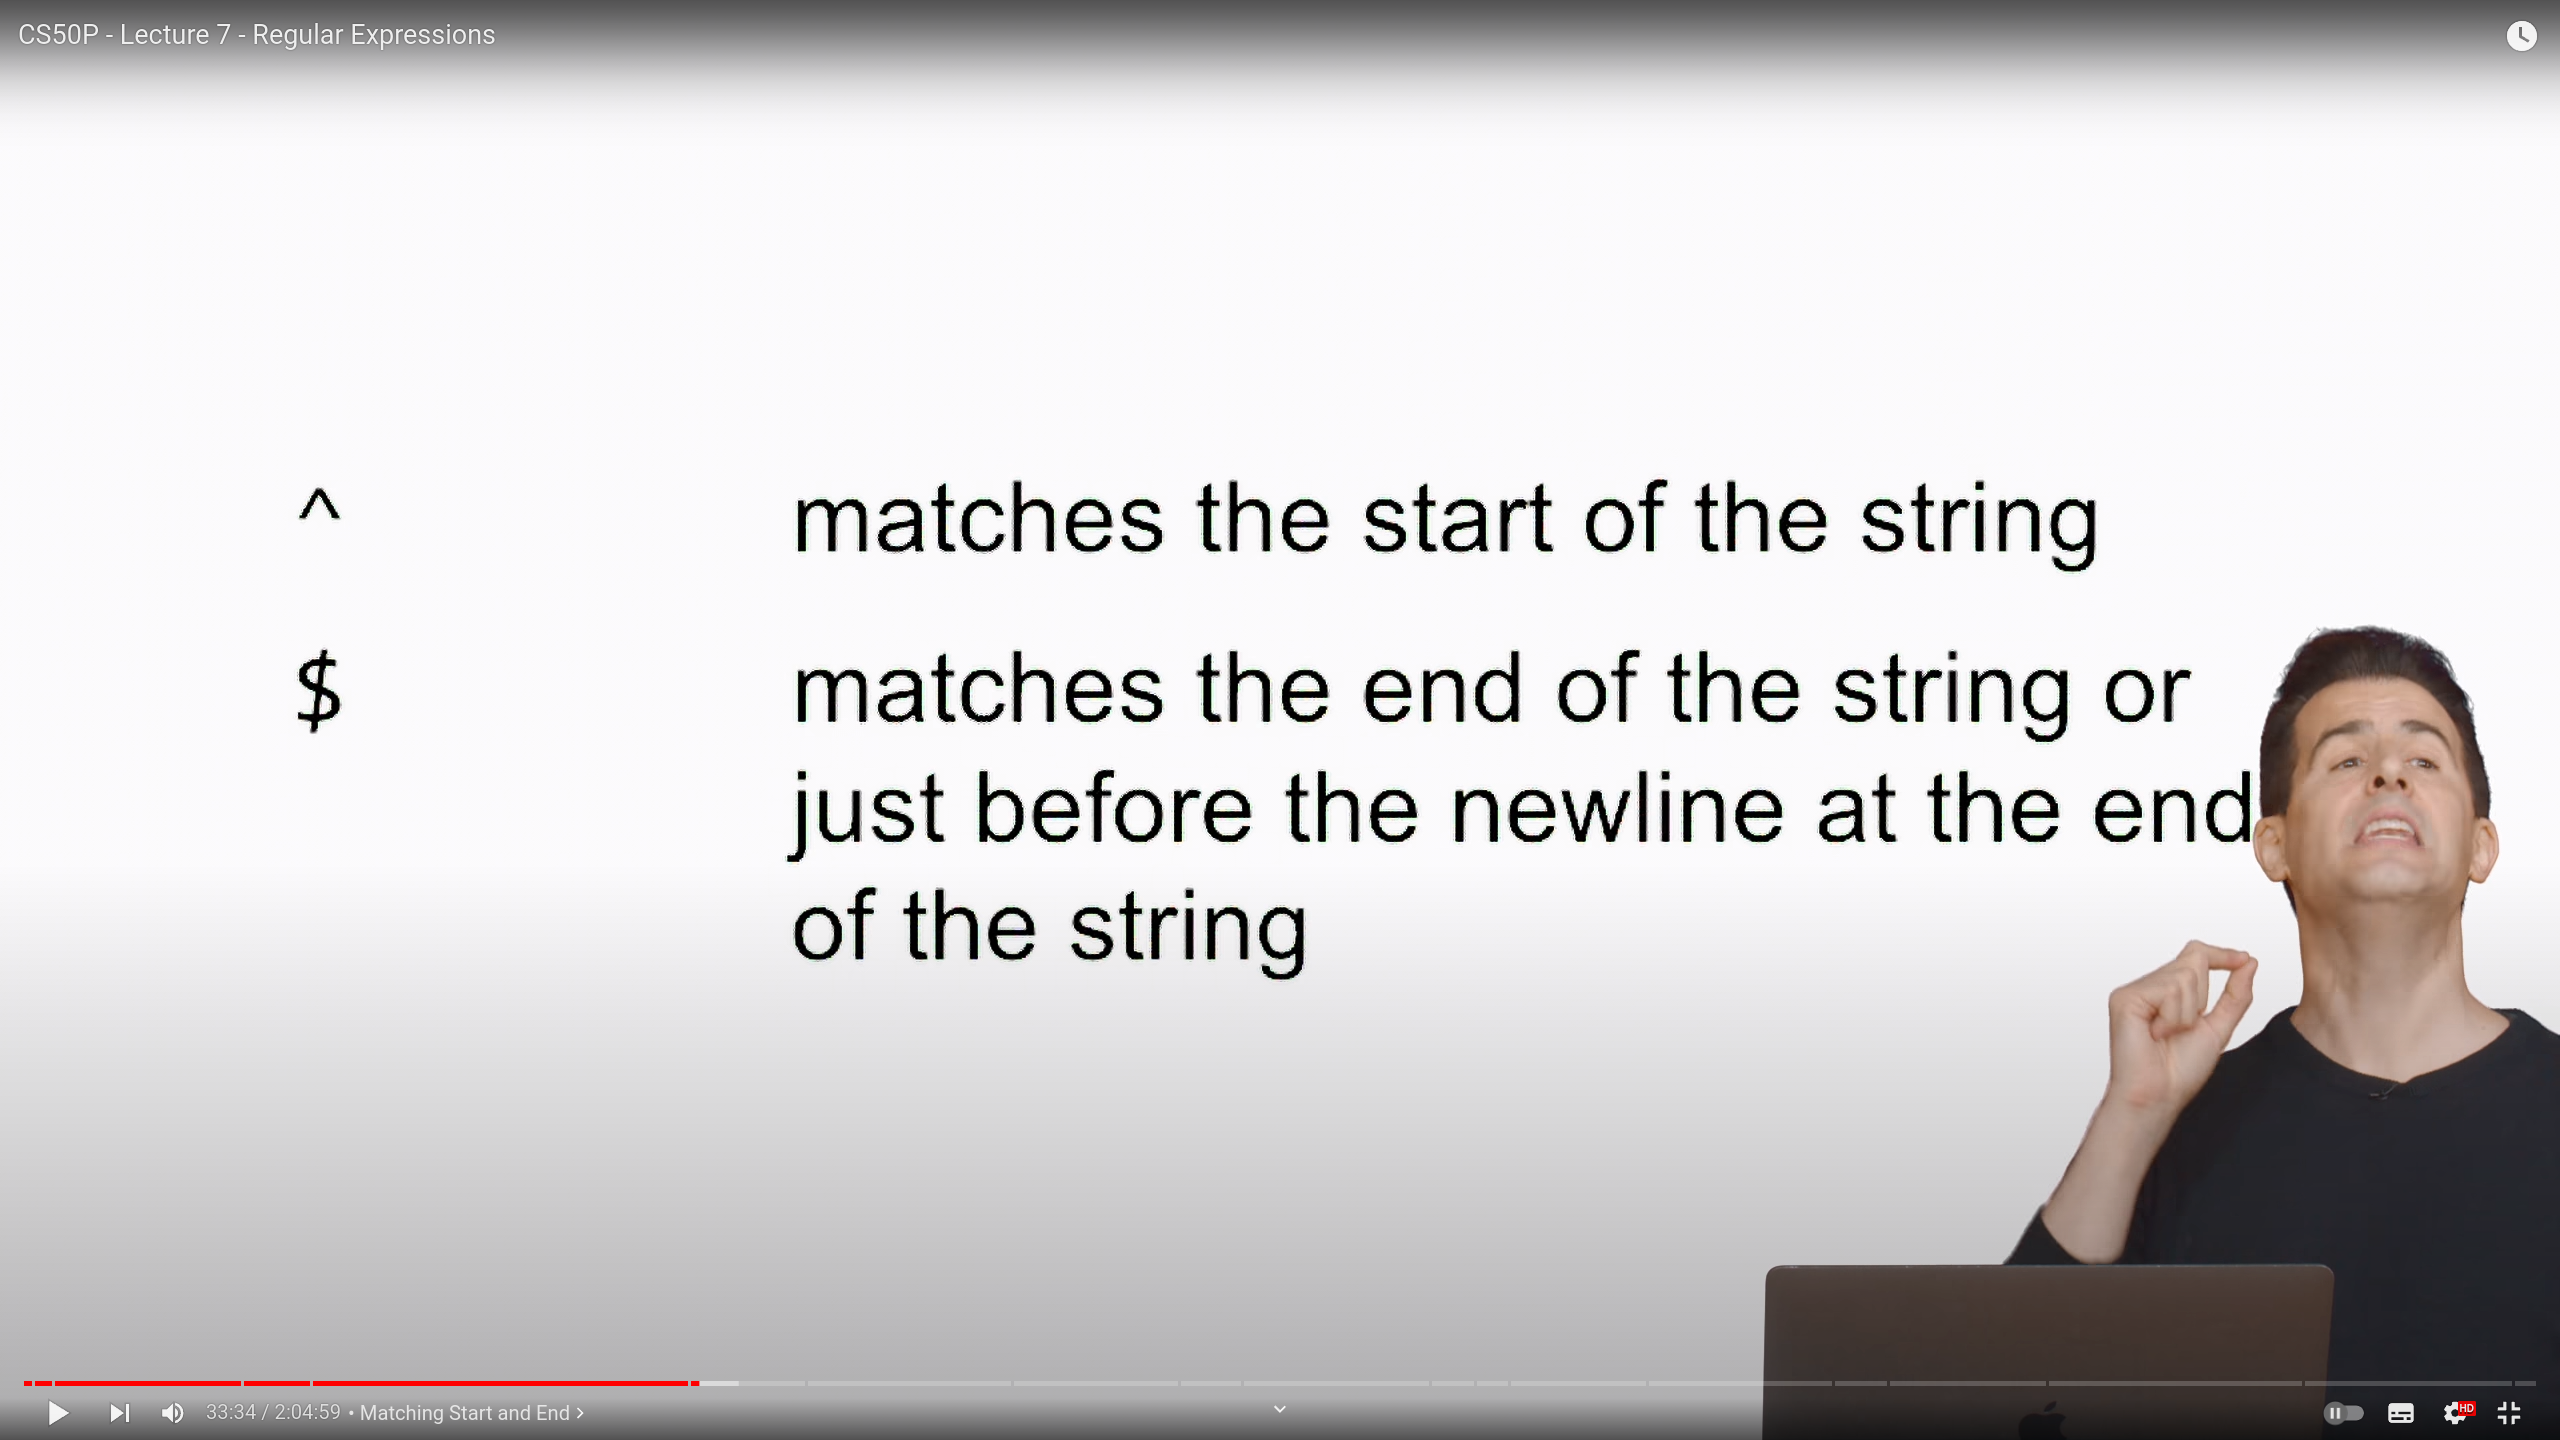 CS50P - Lecture 7 - Regular Expressions
^ matches the start of the string
$ matches the end of the string or
just before the newline at the end
of the string
33:34 / 2:04:59 • Matching Start and End >
HD